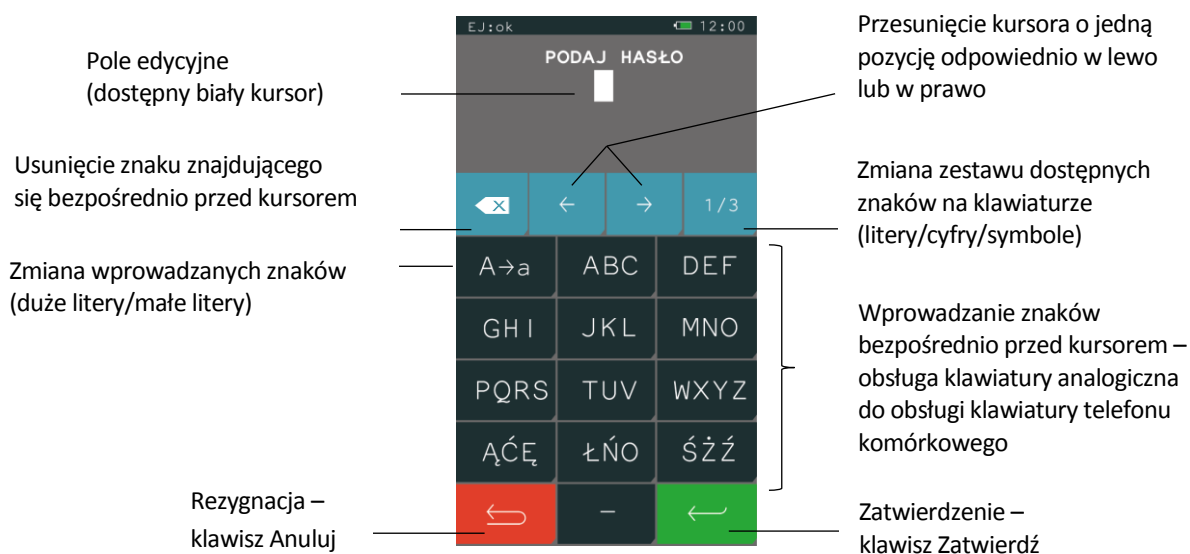 Pole edycyjne
(dostępny biały kursor)
Usunięcie znaku znajdującego
się bezpośrednio przed kursorem
Zmiana wprowadzanych znaków
(duże litery/małe litery)
Rezygnacja –
klawisz Anuluj
EJ:ok 12:00
PODAJ HASŁO
1/3
A→a ABC DEF
GHI JKL MNO
PQRS TUV WXYZ
ĄĆĘ ŁŃO ŚŻŹ
Przesunięcie kursora o jedną
pozycję odpowiednio w lewo
lub w prawo
Zmiana zestawu dostępnych
znaków na klawiaturze
(litery/cyfry/symbole)
Wprowadzanie znaków
bezpośrednio przed kursorem –
obsługa klawiatury analogiczna
do obsługi klawiatury telefonu
komórkowego
Zatwierdzenie –
klawisz Zatwierdź